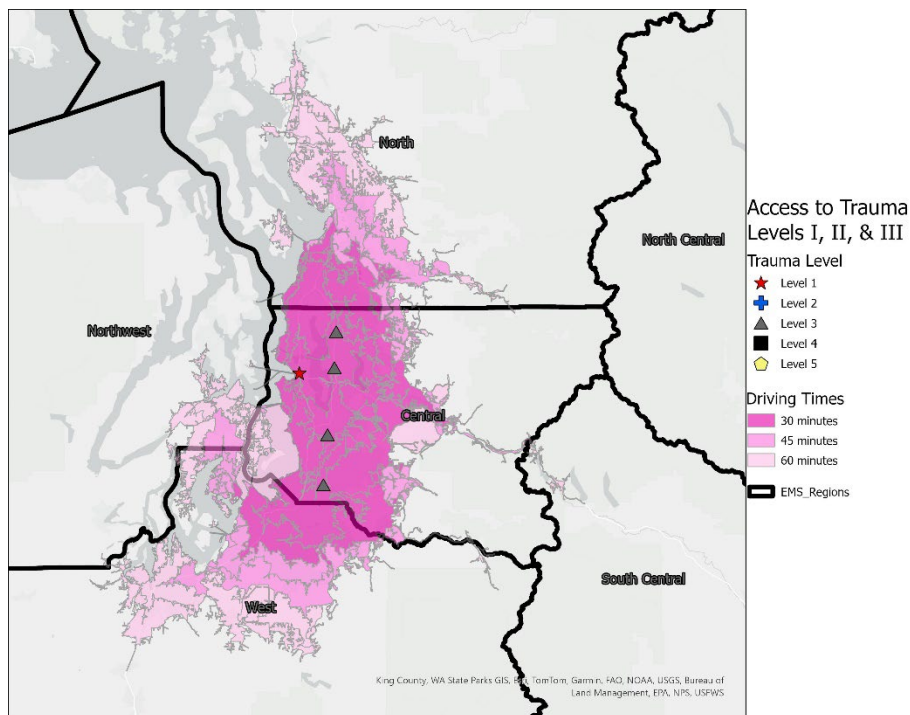 North
North Central
Northwest
Central
South Central
West
King County, WA State Parks GIS, Esri, TomTom, Garmin, FAO, NOAA, USGS, Bureau of
Land Management, EPA, NPS, USFWS
Access to Trauma
Levels I, II, & III
Trauma Level
Level 1
Level 2
Level 3
Level 4
Level 5
Driving Times
30 minutes
45 minutes
60 minutes
EMS_Regions